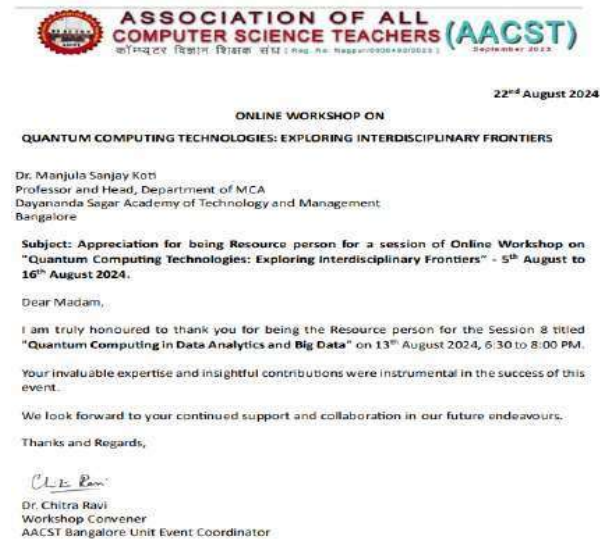 ASSOCIATION OF ALL
COMPUTER SCIENCE TEACHERS (AACST)
कॉम्प्युटर विज्ञान शिक्षक संघ
September 2023
22nd August 2024
ONLINE WORKSHOP ON
QUANTUM COMPUTING TECHNOLOGIES: EXPLORING INTERDISCIPLINARY FRONTIERS
Dr. Manjula Sanjay Koti
Professor and Head, Department of MCA
Dayananda Sagar Academy of Technology and Management
Bangalore
Subject: Appreciation for being Resource person for a session of Online Workshop on
"Quantum Computing Technologies: Exploring Interdisciplinary Frontiers" - 5th August to
16th August 2024.
Dear Madam,
I am truly honoured to thank you for being the Resource person for the Session 8 titled
"Quantum Computing in Data Analytics and Big Data" on 13th August 2024, 6:30 to 8:00 PM.
Your invaluable expertise and insightful contributions were instrumental in the success of this
event.
We look forward to your continued support and collaboration in our future endeavours.
Thanks and Regards,
Dr. Chitra Ravi
Workshop Convener
AACST Bangalore Unit Event Coordinator